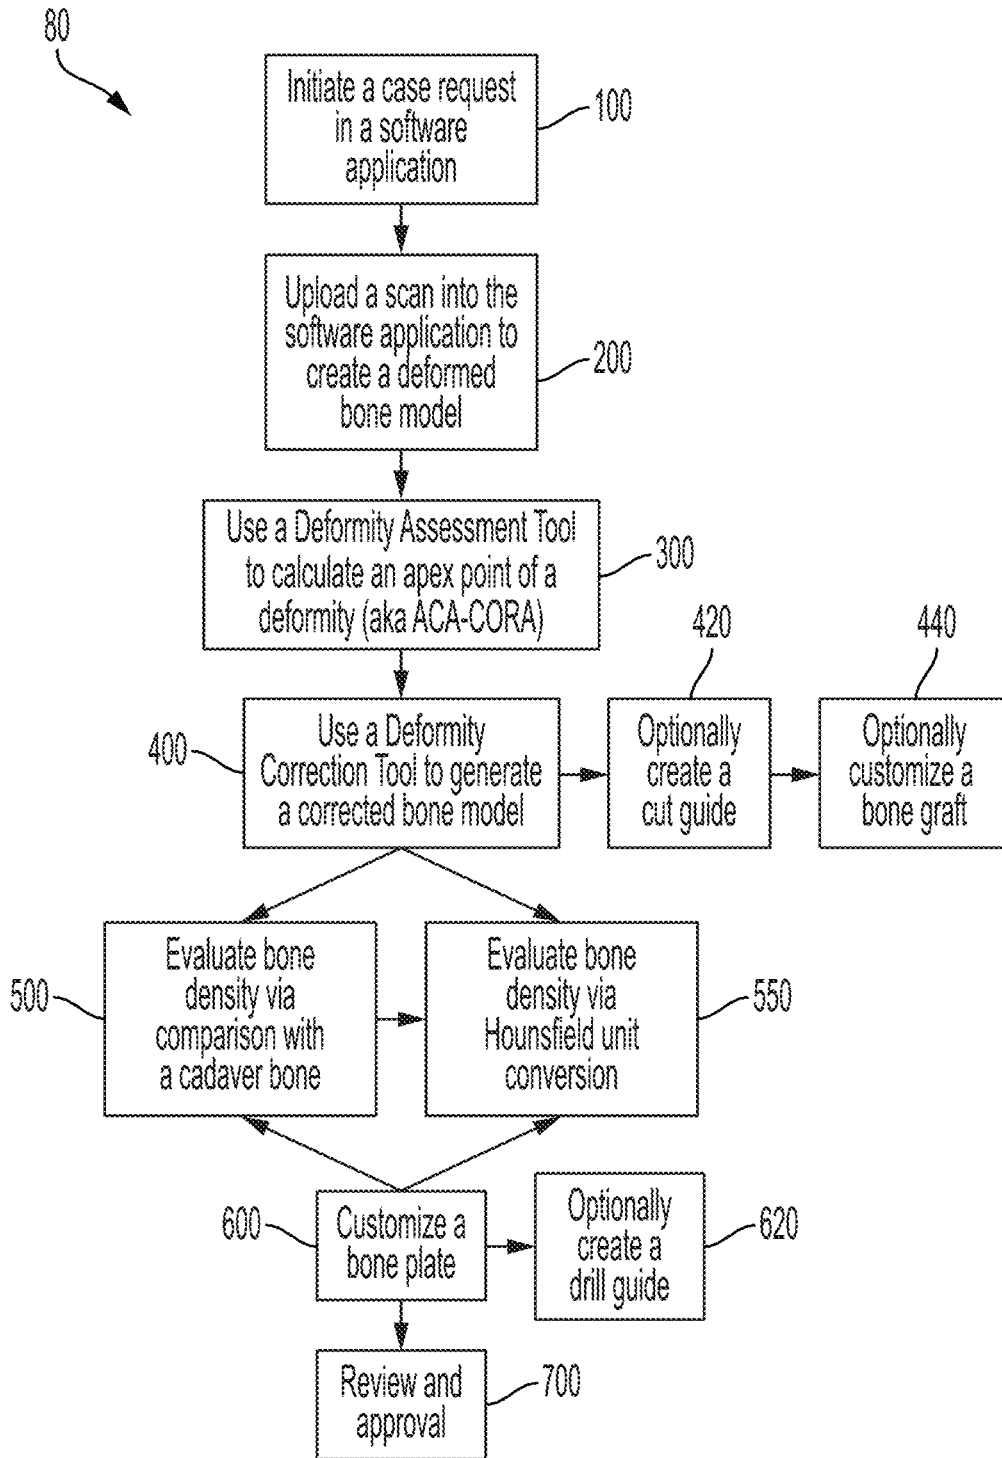 80
Initiate a case request
in a software
application
100
Upload a scan into the
software application to
create a deformed
bone model
200
Use a Deformity Assessment Tool
to calculate an apex point of a
deformity (aka ACA-CORA)
300
400
Use a Deformity
Correction Tool to generate
a corrected bone model
420
Optionally
create a
cut guide
440
Optionally
customize a
bone graft
500
Evaluate bone
density via
comparison with
a cadaver bone
Evaluate bone
density via
Hounsfield unit
conversion
550
600
Customize a
bone plate
Optionally
create a
drill guide
620
Review and
approval
700